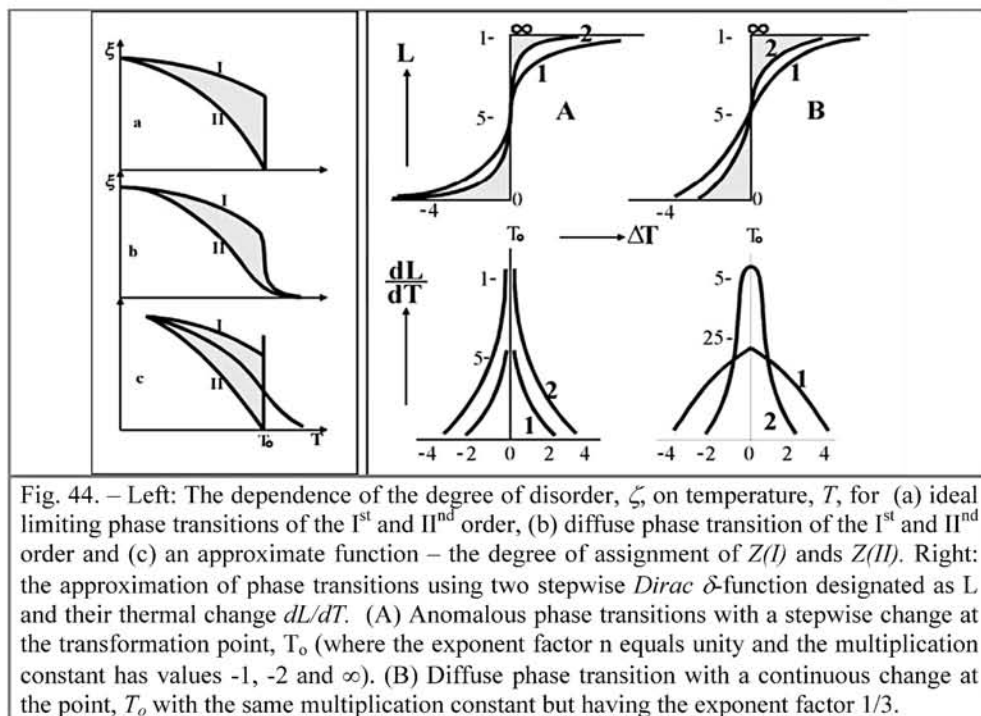 ξ
I
II
a
ξ
I
II
b
I
II
c
T₀
T
∞
1-
2
L
1
5-
A
0
-4
T₀
ΔT
∞
1-
2
1
5-
B
0
-4
T₀
dL
dT
1-
5-
2
1
-4 -2 0 2 4
5-
25-
1
2
-4 -2 0 2 4
Fig. 44. – Left: The dependence of the degree of disorder, ζ, on temperature, T, for (a) ideal
limiting phase transitions of the Iˢᵗ and IIⁿᵈ order, (b) diffuse phase transition of the Iˢᵗ and IIⁿᵈ
order and (c) an approximate function – the degree of assignment of Z(I) ands Z(II). Right:
the approximation of phase transitions using two stepwise Dirac δ-function designated as L
and their thermal change dL/dT. (A) Anomalous phase transitions with a stepwise change at
the transformation point, Tₒ (where the exponent factor n equals unity and the multiplication
constant has values -1, -2 and ∞). (B) Diffuse phase transition with a continuous change at
the point, Tₒ with the same multiplication constant but having the exponent factor 1/3.